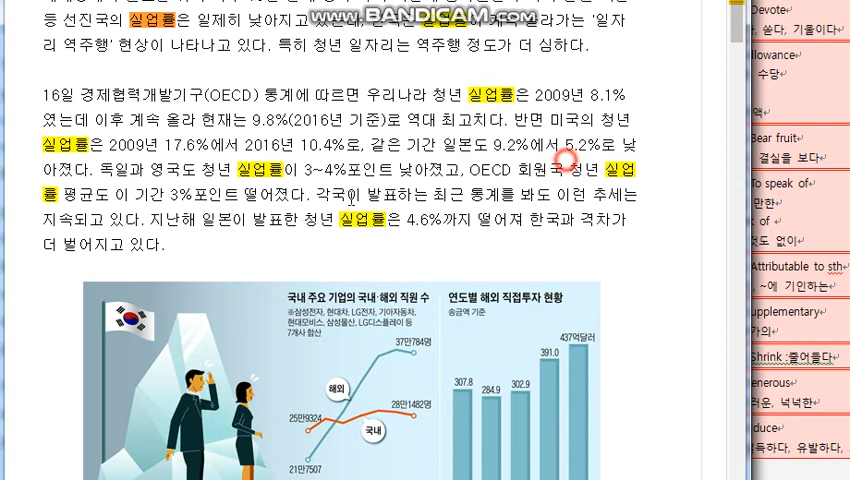 등 선진국의 실업률은 일제히 낮아지고
리 역주행' 현상이 나타나고 있다. 특히 청년 일자리는 역주행 정도가 더 심하다.
16일 경제협력개발기구(OECD) 통계에 따르면 우리나라 청년 실업률은 2009년 8.1%
였는데 이후 계속 올라 현재는 9.8%(2016년 기준)로 역대 최고치다. 반면 미국의 청년
실업률은 2009년 17.6%에서 2016년 10.4%로, 같은 기간 일본도 9.2%에서 5.2%로 낮
아졌다. 독일과 영국도 청년 실업률이 3~4%포인트 낮아졌고, OECD 회원국 청년 실업
률 평균도 이 기간 3%포인트 떨어졌다. 각국이 발표하는 최근 통계를 봐도 이런 추세는
지속되고 있다. 지난해 일본이 발표한 청년 실업률은 4.6%까지 떨어져 한국과 격차가
더 벌어지고 있다.
국내 주요 기업의 국내·해외 직원 수
※삼성전자, 현대차, LG전자, 기아자동차,
현대모비스, 삼성물산, LG디스플레이 등
7개사 합산
37만784명
해외
25만9324
28만1482명
국내
21만7507
연도별 해외 직접투자 현황
송금액 기준
437억달러
391.0
307.8
284.9
302.9
WWW.BANDICAM.COM
Devote
쏟다, 기울이다
llowance
수당
액
Bear fruit
결실을 보다
To speak of
만한
t of
것도 없이
Attributable to sth
, ~에 기인하는
upplementary
가의
Shrink :줄어들다
enerous
러운, 넉넉한
duce
득하다, 유발하다,